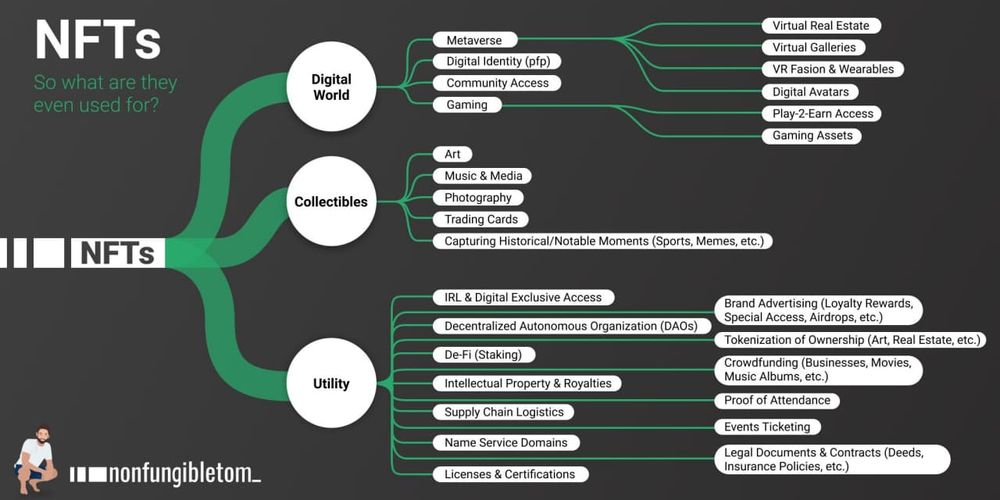 NFTs
So what are they
even used for?
NFTs
Digital
World
Metaverse
Digital Identity (pfp)
Community Access
Gaming
Virtual Real Estate
Virtual Galleries
VR Fasion & Wearables
Digital Avatars
Play-2-Earn Access
Gaming Assets
Collectibles
Art
Music & Media
Photography
Trading Cards
Capturing Historical/Notable Moments (Sports, Memes, etc.)
Utility
IRL & Digital Exclusive Access
Decentralized Autonomous Organization (DAOs)
De-Fi (Staking)
Intellectual Property & Royalties
Supply Chain Logistics
Name Service Domains
Licenses & Certifications
Brand Advertising (Loyalty Rewards,
Special Access, Airdrops, etc.)
Tokenization of Ownership (Art, Real Estate, etc.)
Crowdfunding (Businesses, Movies,
Music Albums, etc.)
Proof of Attendance
Events Ticketing
Legal Documents & Contracts (Deeds,
Insurance Policies, etc.)
nonfungibletom_